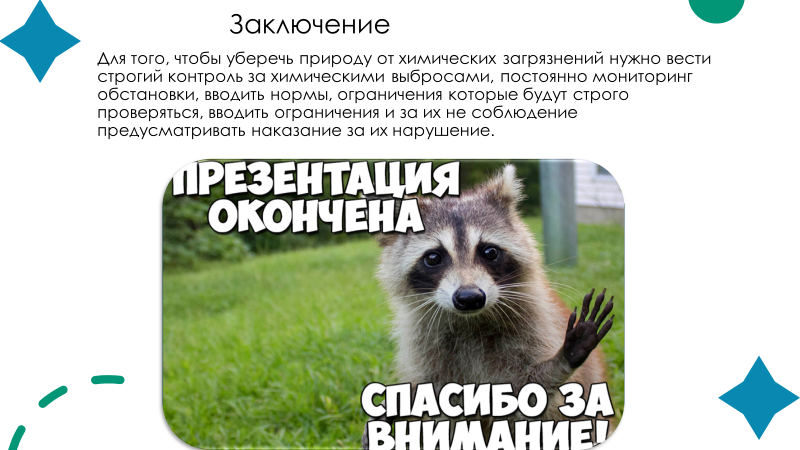 Заключение
Для того, чтобы уберечь природу от химических загрязнений нужно вести
строгий контроль за химическими выбросами, постоянно мониторинг
обстановки, вводить нормы, ограничения которые будут строго
проверяться, вводить ограничения и за их не соблюдение
предусматривать наказание за их нарушение.
ПРЕЗЕНТАЦИЯ
ОКОНЧЕНА
СПАСИБО ЗА
ВНИМАНИЕ!